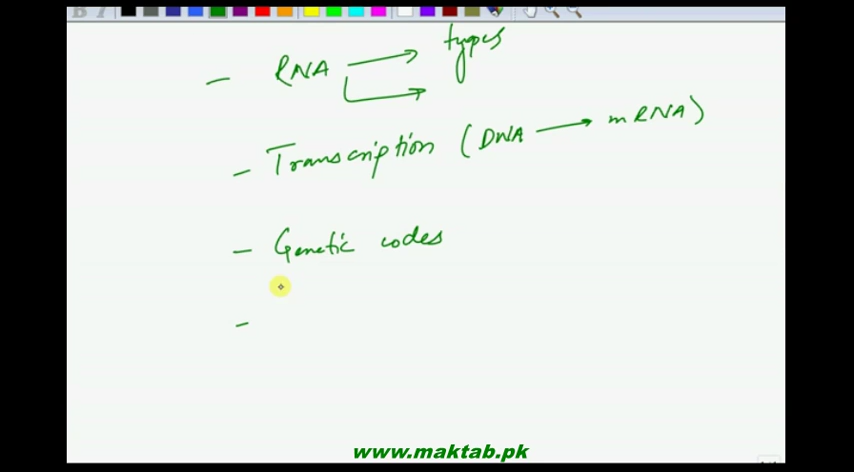 types
- RNA →
- Transcription (DNA → mRNA)
- Genetic codes
-
www.maktab.pk